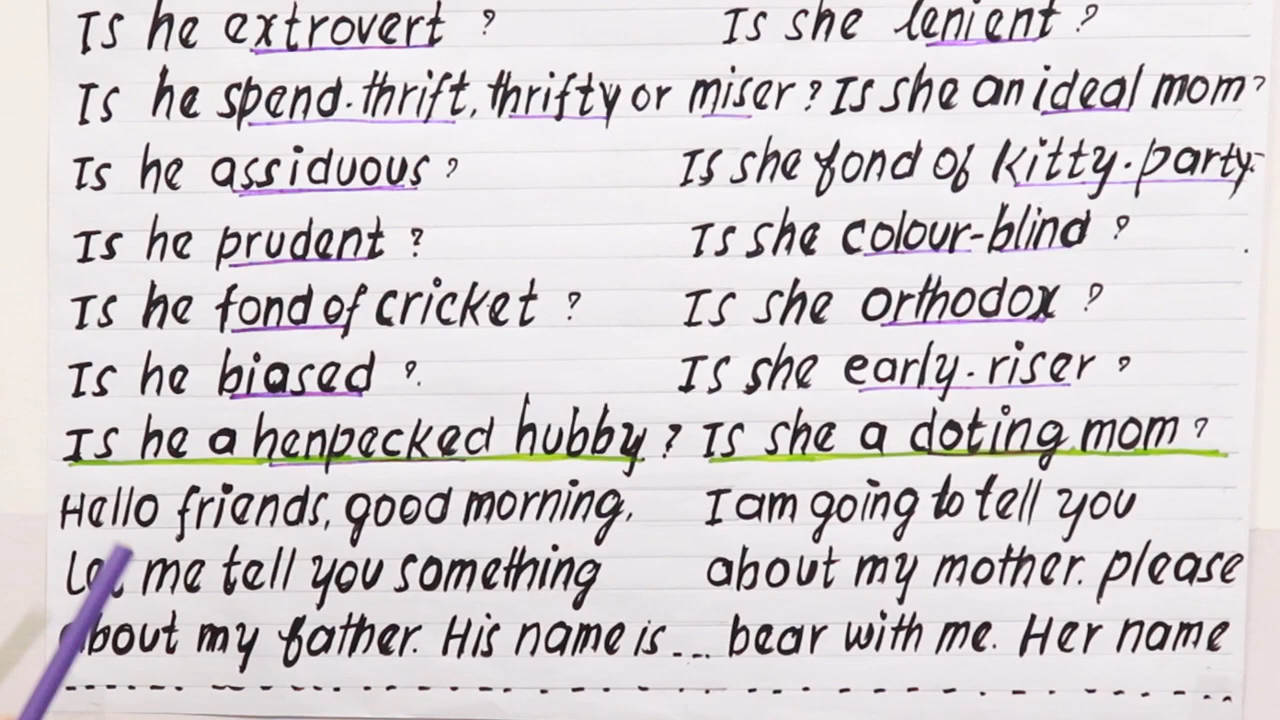 Is he extrovert ? Is she lenient ?
Is he spend.thrift, thrifty or miser ? Is she an ideal mom?
Is he assiduous ? Is she fond of kitty.party.
Is he prudent ? Is she colour-blind ?
Is he fond of cricket ? Is she orthodox ?
Is he biased ? Is she early.riser ?
Is he a henpecked hubby ? Is she a doting mom ?
Hello friends, good morning. I am going to tell you
Let me tell you something about my mother. please
about my father. His name is ... bear with me. Her name